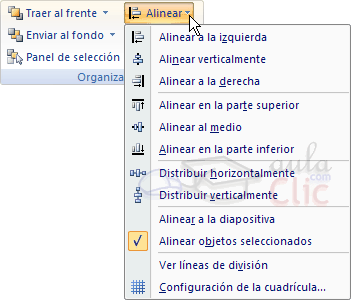 Traer al frente
Alinear
Enviar al fondo
Panel de selección
Organiza
Alinear a la izquierda
Alinear verticalmente
Alinear a la derecha
Alinear en la parte superior
Alinear al medio
Alinear en la parte inferior
Distribuir horizontalmente
Distribuir verticalmente
Alinear a la diapositiva
Alinear objetos seleccionados
Ver líneas de división
Configuración de la cuadrícula...
aula
Clic
.com